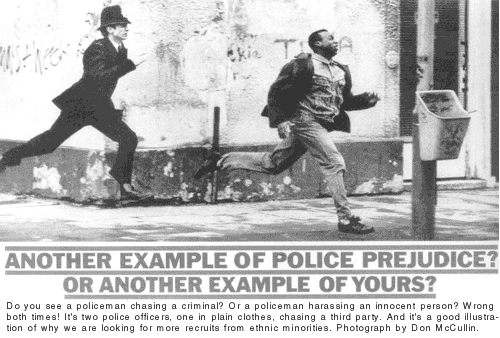 ANOTHER EXAMPLE OF POLICE PREJUDICE?
OR ANOTHER EXAMPLE OF YOURS?
Do you see a policeman chasing a criminal? Or a policeman harassing an innocent person? Wrong
both times! It's two police officers, one in plain clothes, chasing a third party. And it's a good illustra-
tion of why we are looking for more recruits from ethnic minorities. Photograph by Don McCullin.